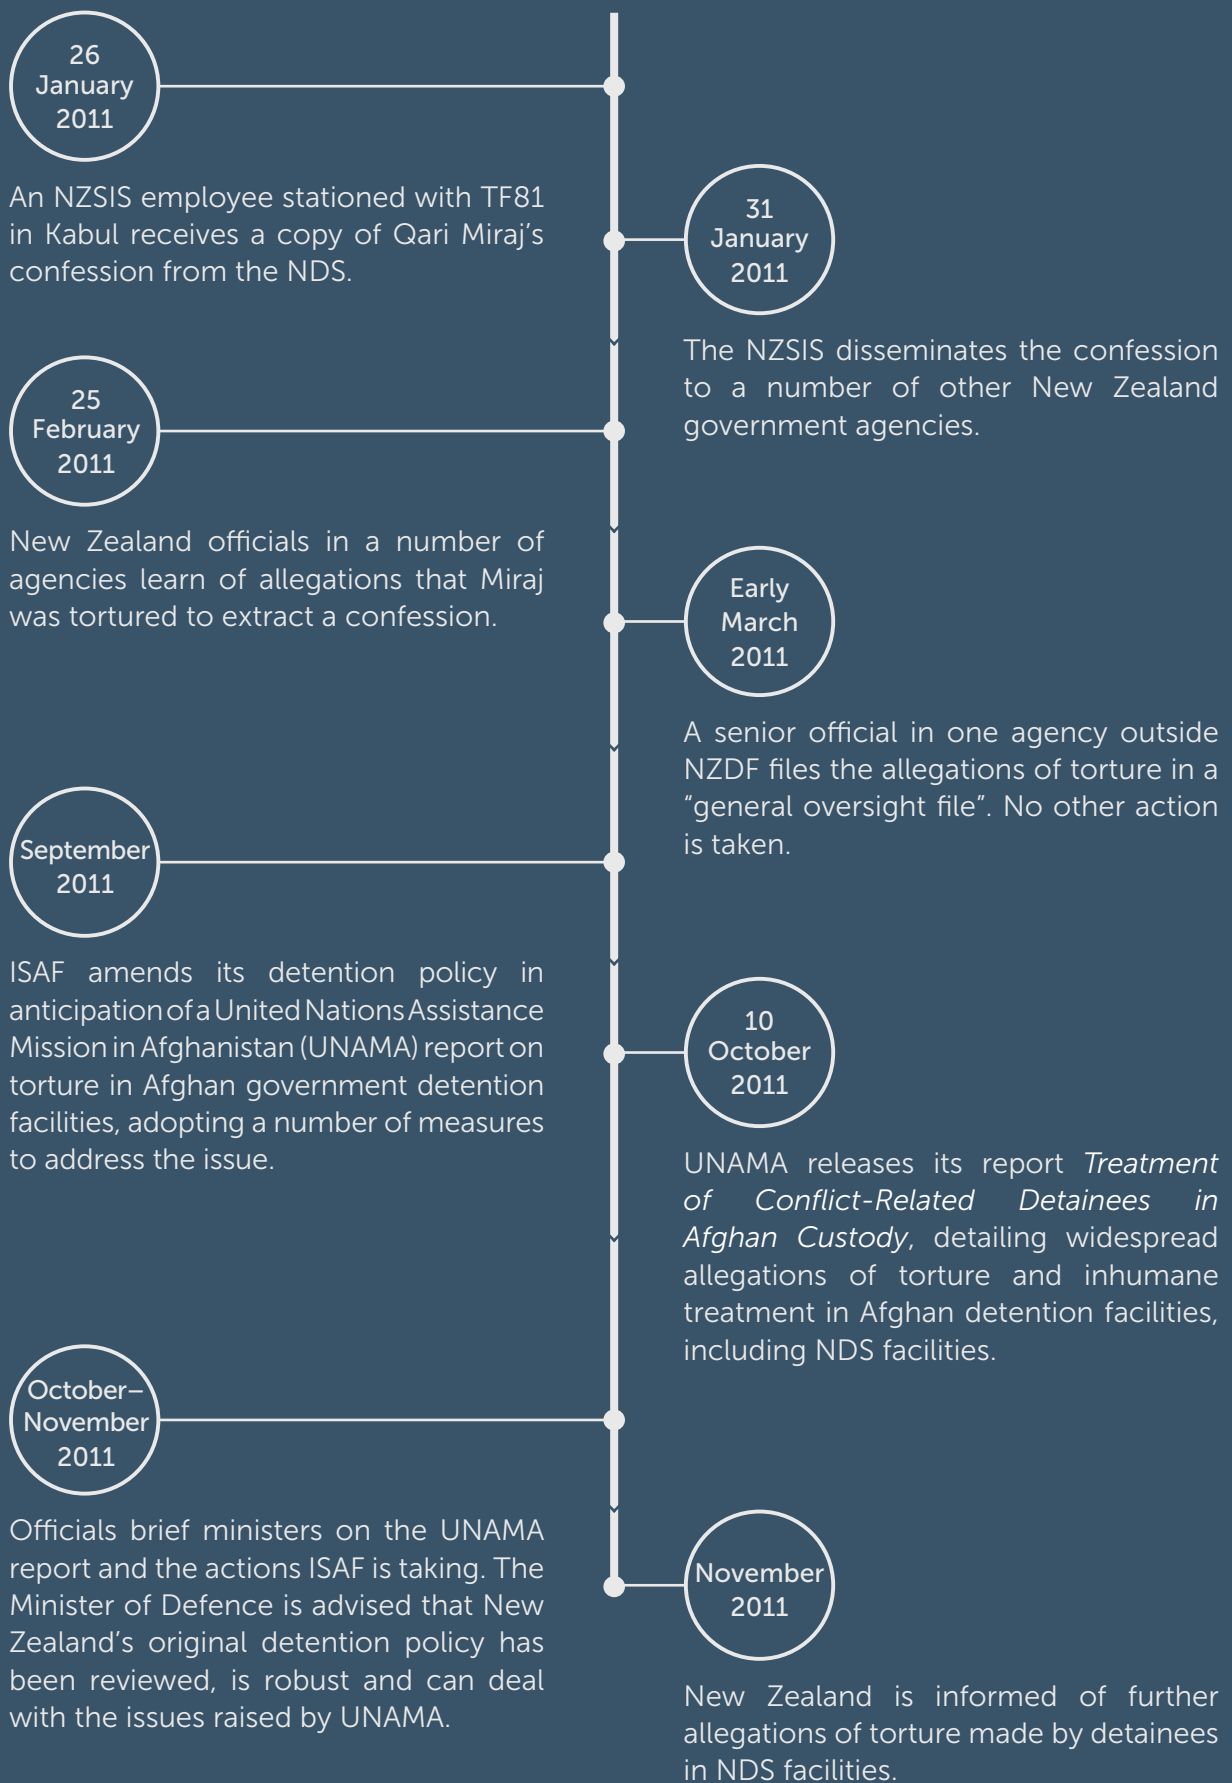 26
January
2011
An NZSIS employee stationed with TF81
in Kabul receives a copy of Qari Miraj’s
confession from the NDS.
31
January
2011
The NZSIS disseminates the confession
to a number of other New Zealand
government agencies.
25
February
2011
New Zealand officials in a number of
agencies learn of allegations that Miraj
was tortured to extract a confession.
Early
March
2011
A senior official in one agency outside
NZDF files the allegations of torture in a
“general oversight file”. No other action
is taken.
September
2011
ISAF amends its detention policy in
anticipation of a United Nations Assistance
Mission in Afghanistan (UNAMA) report on
torture in Afghan government detention
facilities, adopting a number of measures
to address the issue.
10
October
2011
UNAMA releases its report Treatment
of Conflict-Related Detainees in
Afghan Custody, detailing widespread
allegations of torture and inhumane
treatment in Afghan detention facilities,
including NDS facilities.
October–
November
2011
Officials brief ministers on the UNAMA
report and the actions ISAF is taking. The
Minister of Defence is advised that New
Zealand’s original detention policy has
been reviewed, is robust and can deal
with the issues raised by UNAMA.
November
2011
New Zealand is informed of further
allegations of torture made by detainees
in NDS facilities.